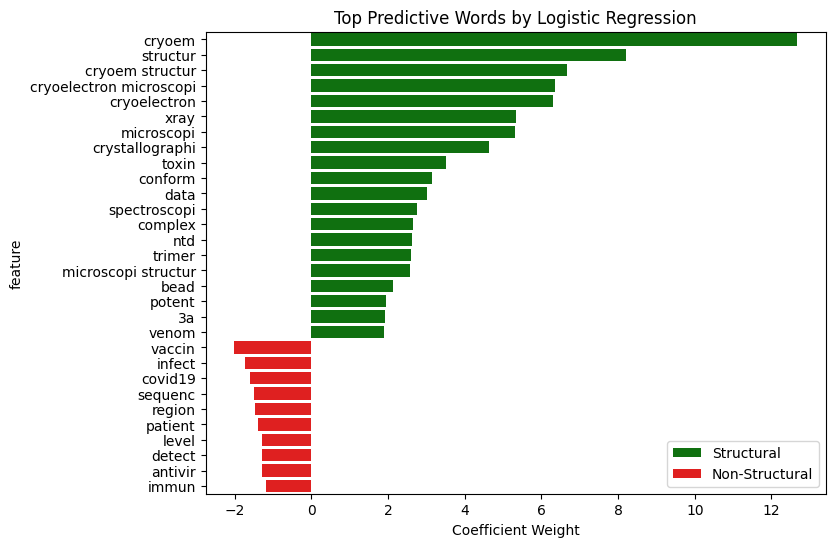 Top Predictive Words by Logistic Regression
cryoem
structur
cryoem structur
cryoelectron microscopi
cryoelectron
xray
microscopi
crystallographi
toxin
conform
data
spectroscopi
complex
ntd
trimer
microscopi structur
bead
potent
3a
venom
vaccin
infect
covid19
sequenc
region
patient
level
detect
antivir
immun
feature
Structural
Non-Structural
−2 0 2 4 6 8 10 12
Coefficient Weight